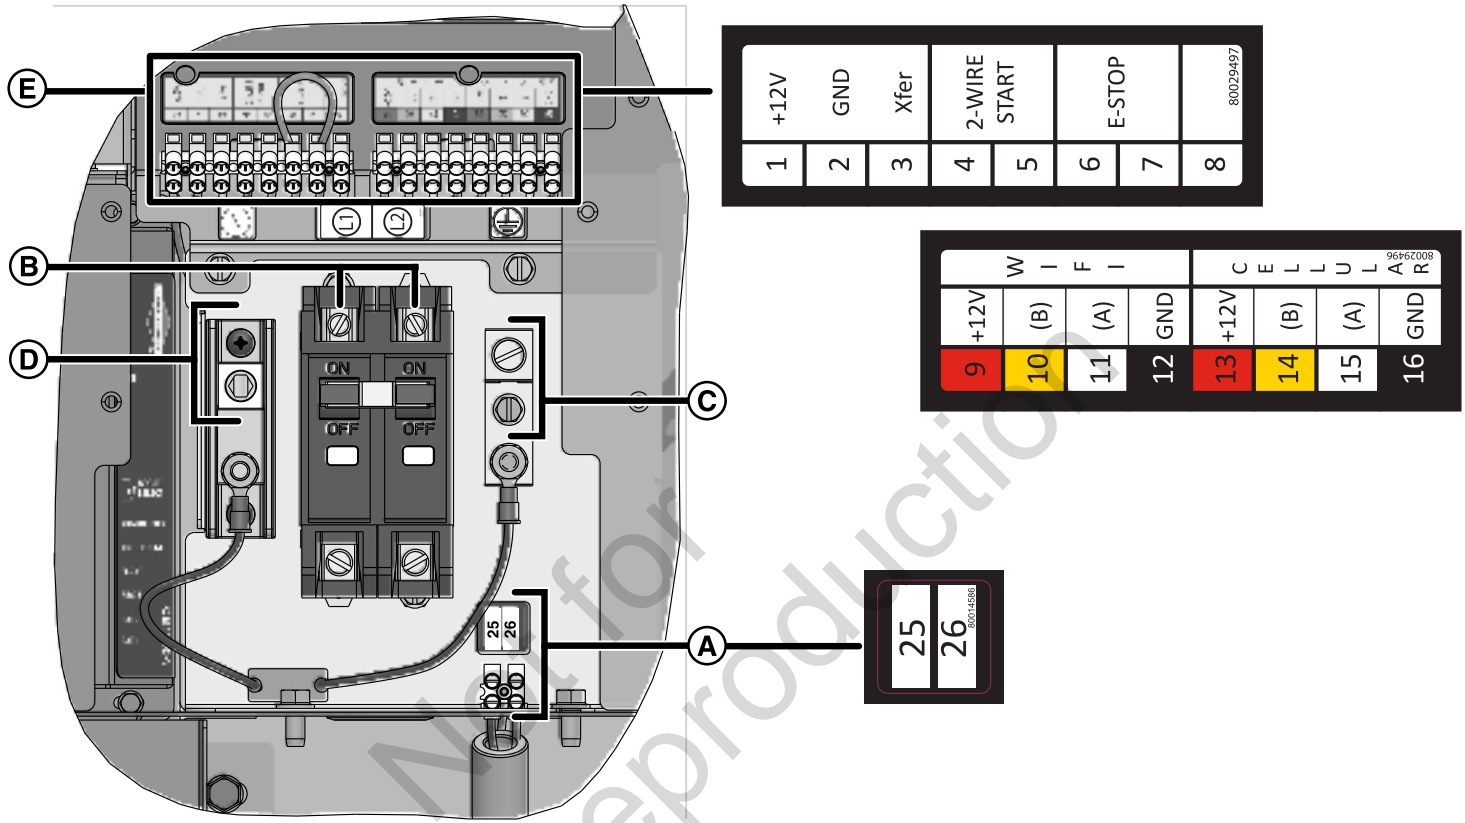 E
B
D
C
A
L1
L2
ON
ON
OFF
OFF
25
26
+12V
GND
Xfer
2-WIRE
START
E-STOP
80029497
1
2
3
4
5
6
7
8
WIFI
CELLULAR
80029496
+12V
(B)
(A)
GND
+12V
(B)
(A)
GND
9
10
11
12
13
14
15
16
25
26
80014586
Not for
Reproduction